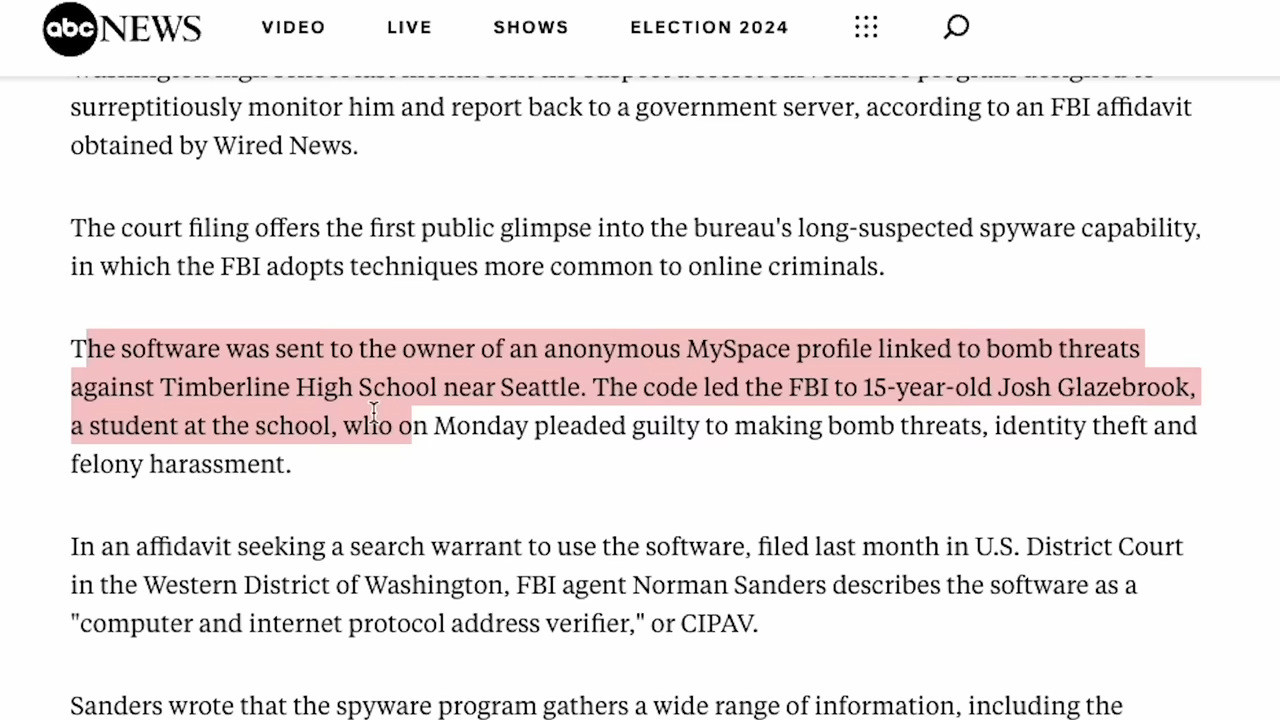 abc NEWS VIDEO LIVE SHOWS ELECTION 2024
surreptitiously monitor him and report back to a government server, according to an FBI affidavit
obtained by Wired News.
The court filing offers the first public glimpse into the bureau's long-suspected spyware capability,
in which the FBI adopts techniques more common to online criminals.
The software was sent to the owner of an anonymous MySpace profile linked to bomb threats
against Timberline High School near Seattle. The code led the FBI to 15-year-old Josh Glazebrook,
a student at the school, who on Monday pleaded guilty to making bomb threats, identity theft and
felony harassment.
In an affidavit seeking a search warrant to use the software, filed last month in U.S. District Court
in the Western District of Washington, FBI agent Norman Sanders describes the software as a
"computer and internet protocol address verifier," or CIPAV.
Sanders wrote that the spyware program gathers a wide range of information, including the